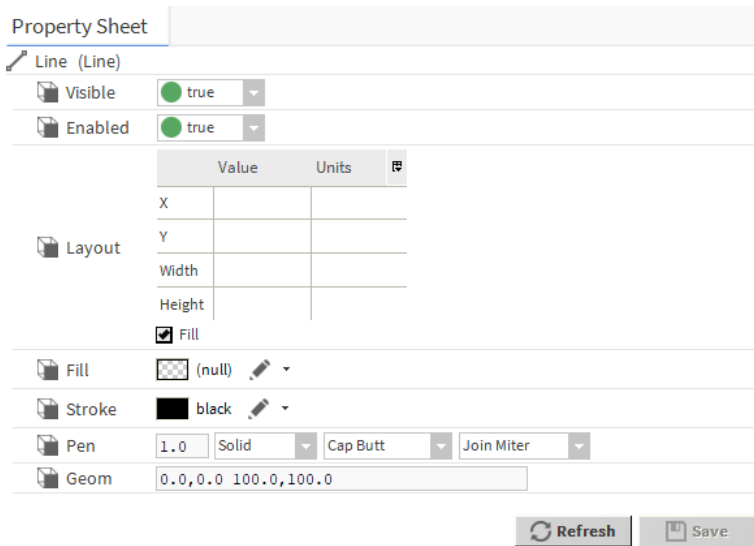 Property Sheet
Line (Line)
Visible true
Enabled true
Value Units
X
Y
Layout
Width
Height
Fill
Fill (null)
Stroke black
Pen 1.0 Solid Cap Butt Join Miter
Geom 0.0,0.0 100.0,100.0
Refresh Save